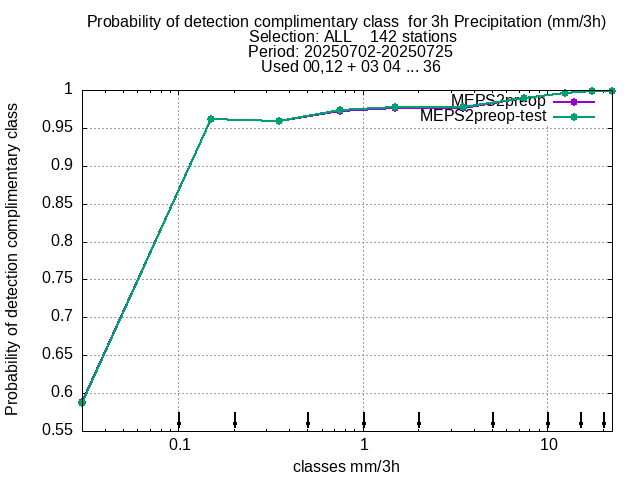 Probability of detection complimentary class  for 3h Precipitation (mm/3h)
Selection: ALL    142 stations
Period: 20250702-20250725
Used 00,12 + 03 04 ... 36
1
MEPS2preop
MEPS2preop-test
0.95
0.9
0.85
0.8
0.75
0.7
0.65
0.6
0.55
Probability of detection complimentary class
0.1
1
10
classes mm/3h